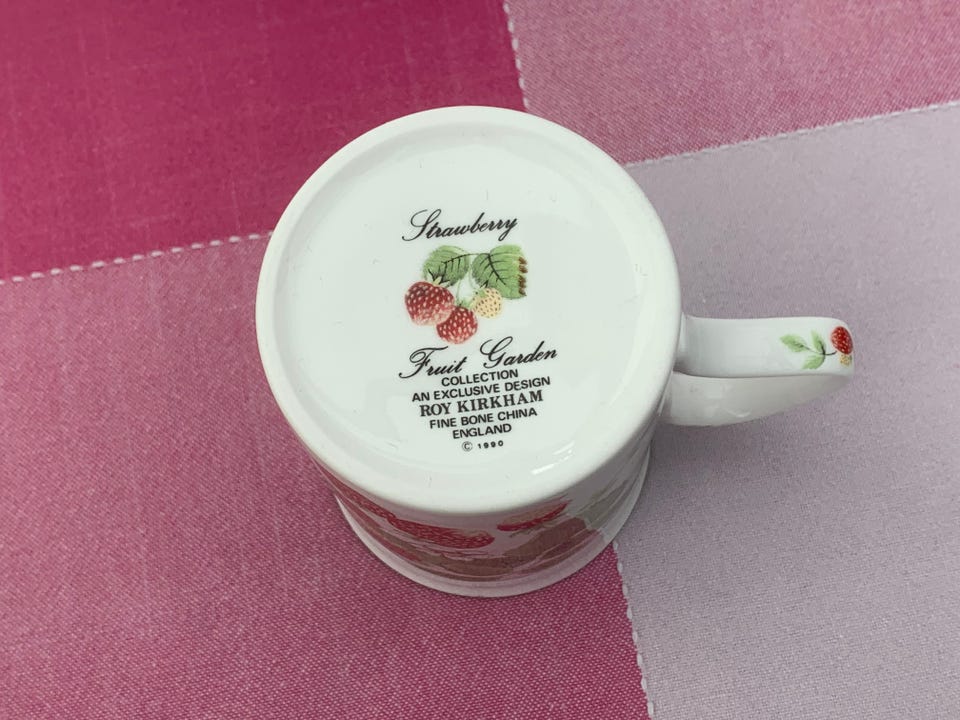 Strawberry
Fruit Garden
COLLECTION
AN EXCLUSIVE DESIGN
ROY KIRKHAM
FINE BONE CHINA
ENGLAND
© 1990